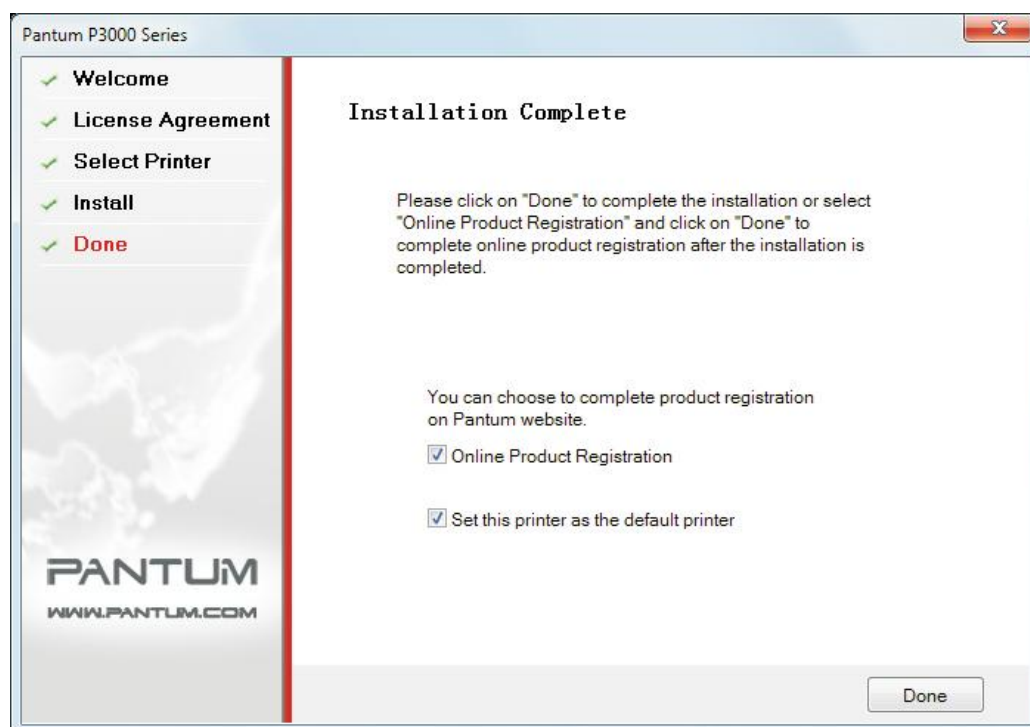 Pantum P3000 Series
Welcome
License Agreement
Select Printer
Install
Done
Installation Complete
Please click on "Done" to complete the installation or select
"Online Product Registration" and click on "Done" to
complete online product registration after the installation is
completed.
You can choose to complete product registration
on Pantum website.
Online Product Registration
Set this printer as the default printer
PANTUM
WWW.PANTUM.COM
Done